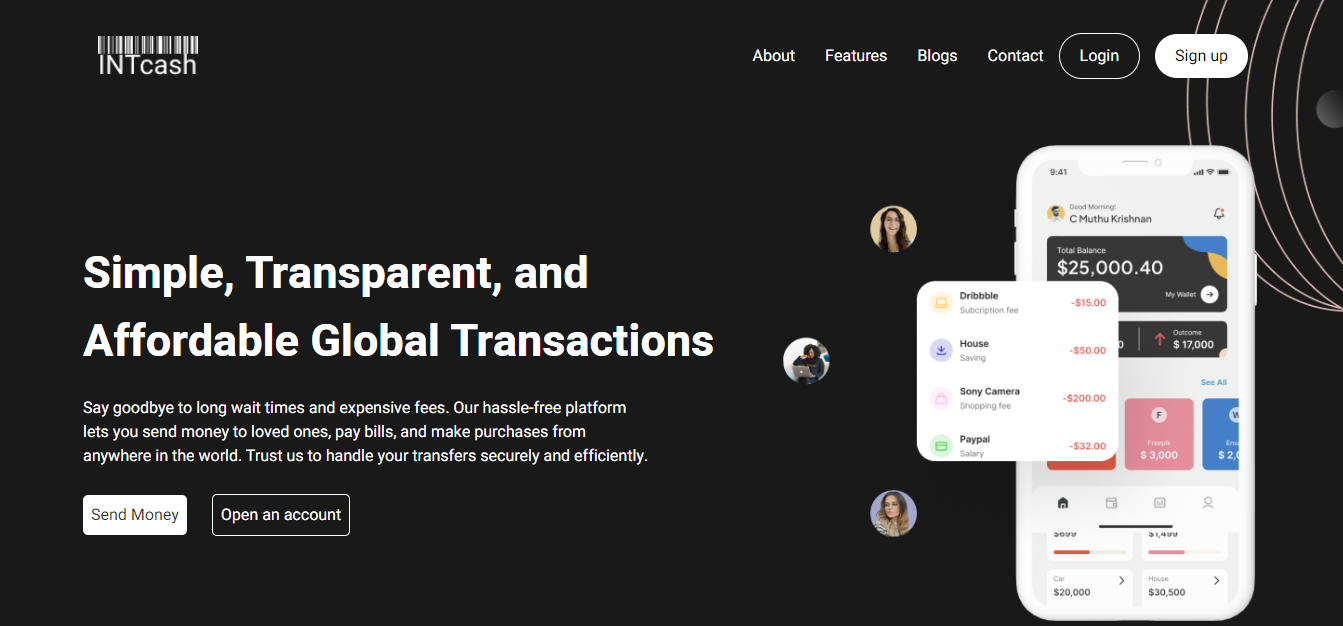 INTcash
About
Features
Blogs
Contact
Login
Sign up
Simple, Transparent, and
Affordable Global Transactions
Say goodbye to long wait times and expensive fees. Our hassle-free platform
lets you send money to loved ones, pay bills, and make purchases from
anywhere in the world. Trust us to handle your transfers securely and efficiently.
Send Money
Open an account
9:41
Good Morning!
C Muthu Krishnan
Total Balance
$25,000.40
My Wallet
Dribbble
-$15.00
Subcription fee
House
-$50.00
Saving
Sony Camera
-$200.00
Shopping fee
Paypal
-$32.00
Salary
0
Outcome
$ 17,000
See All
F
Freepik
$ 3,000
W
$ 2,0
$699
$1,499
Car
$20,000
House
$30,500